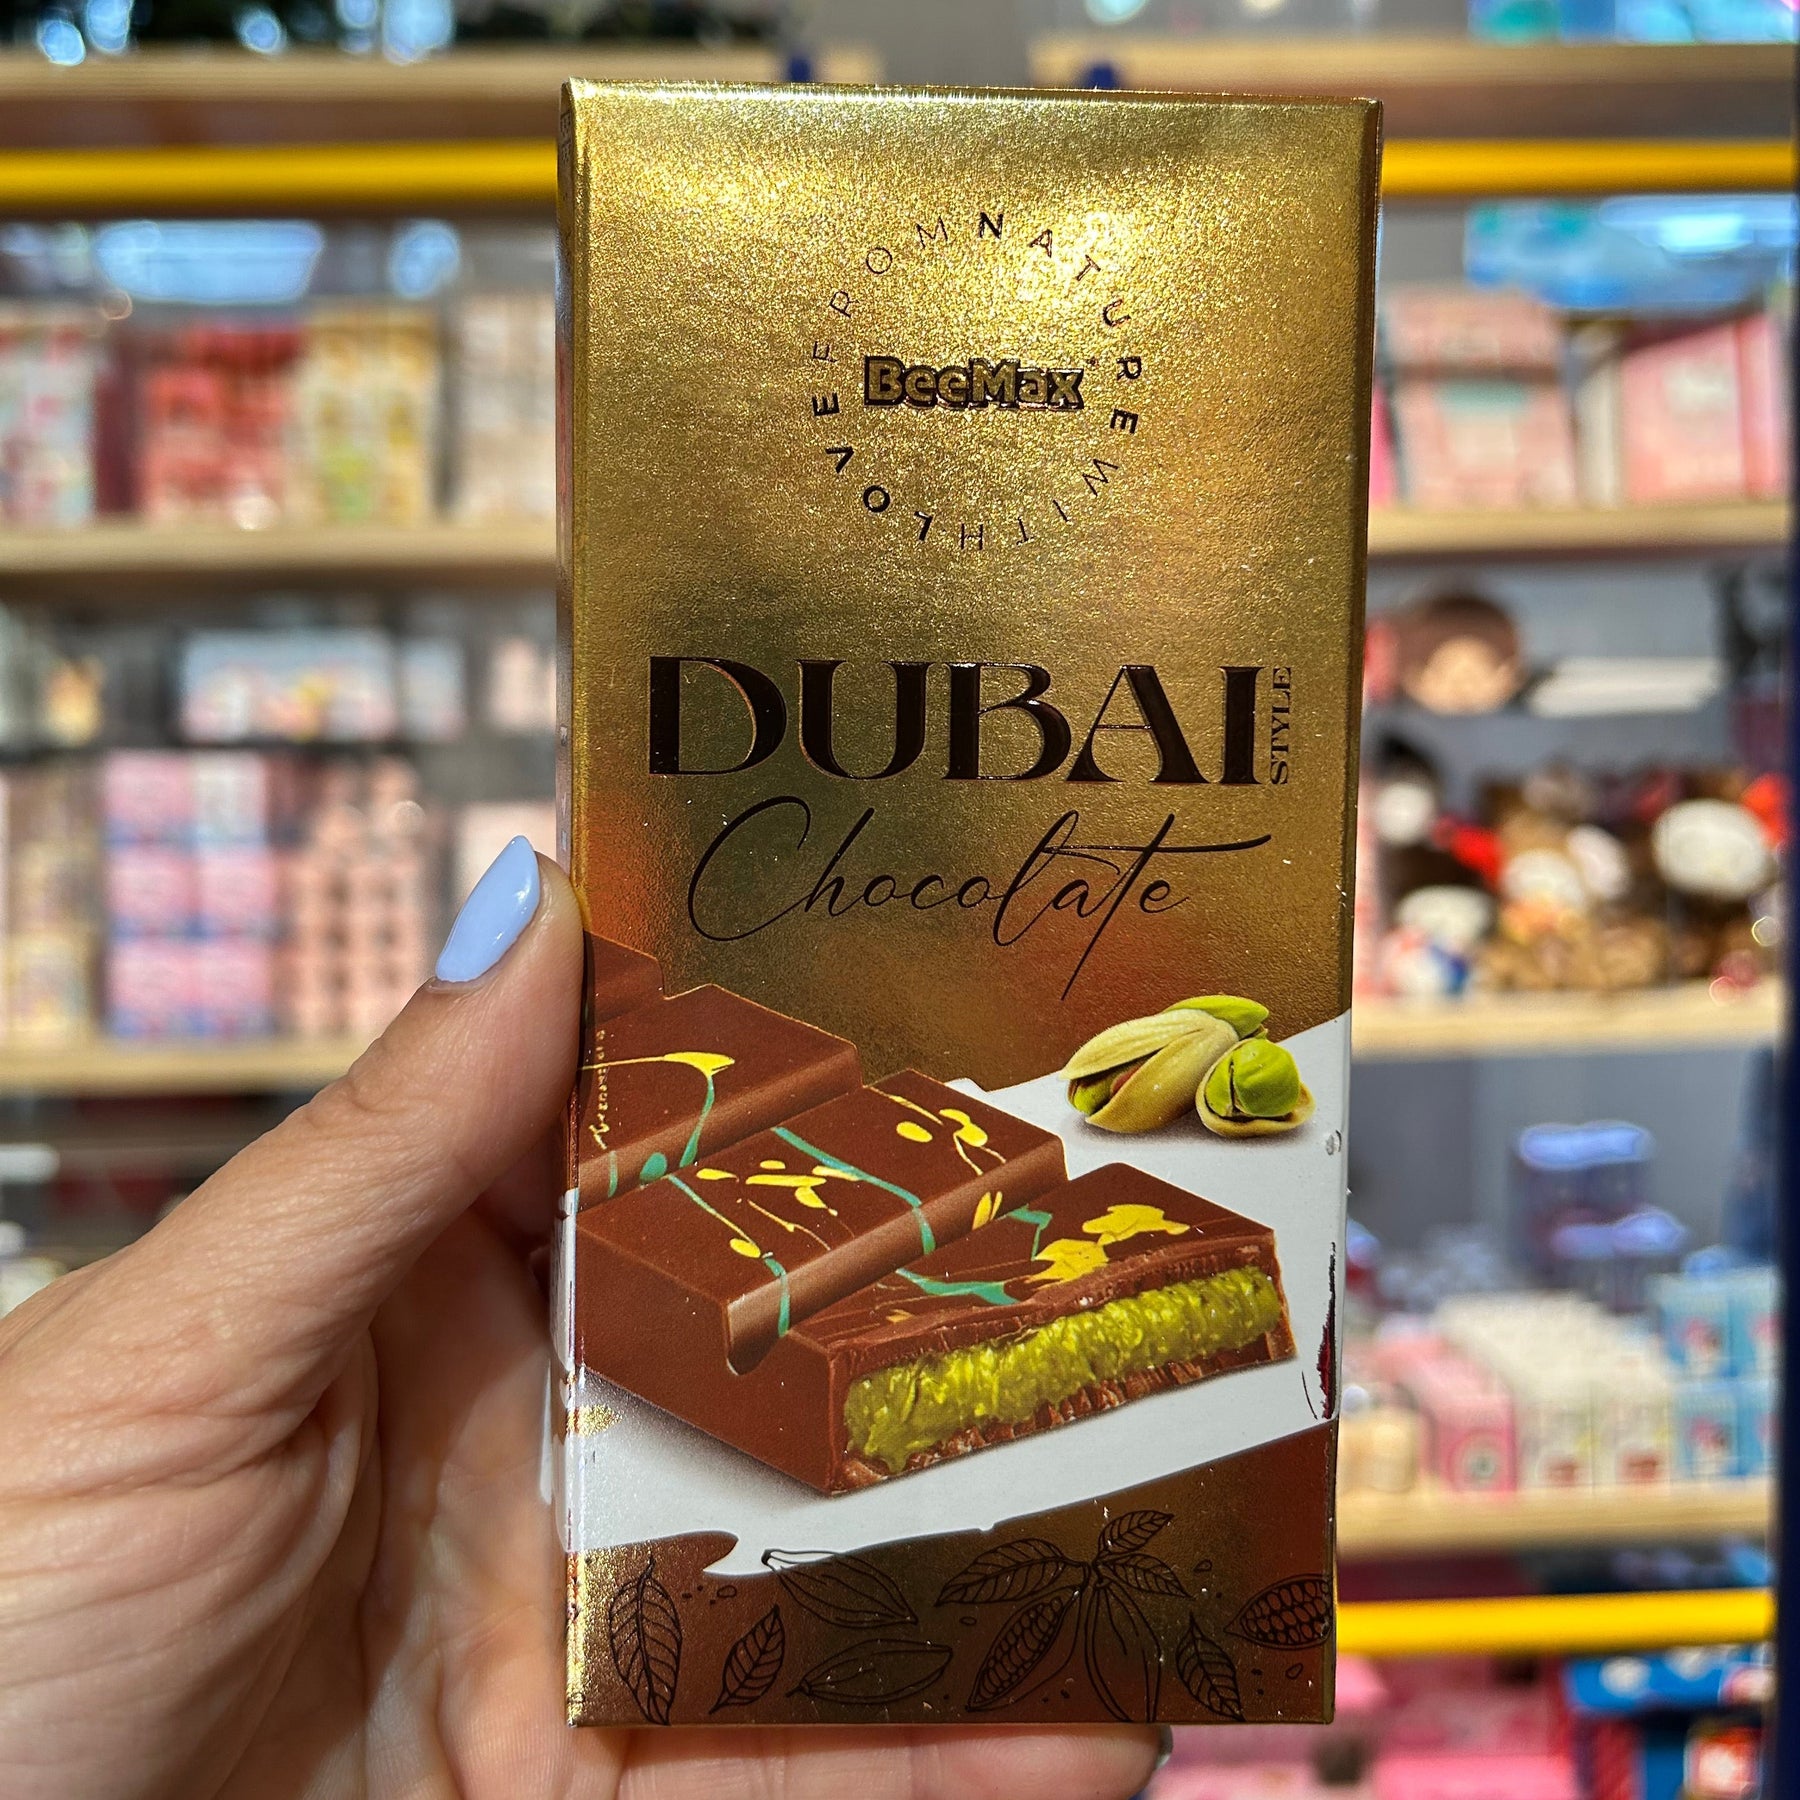 FROM NATURE WITH LOVE
BeeMax
DUBAI
STYLE
Chocolate